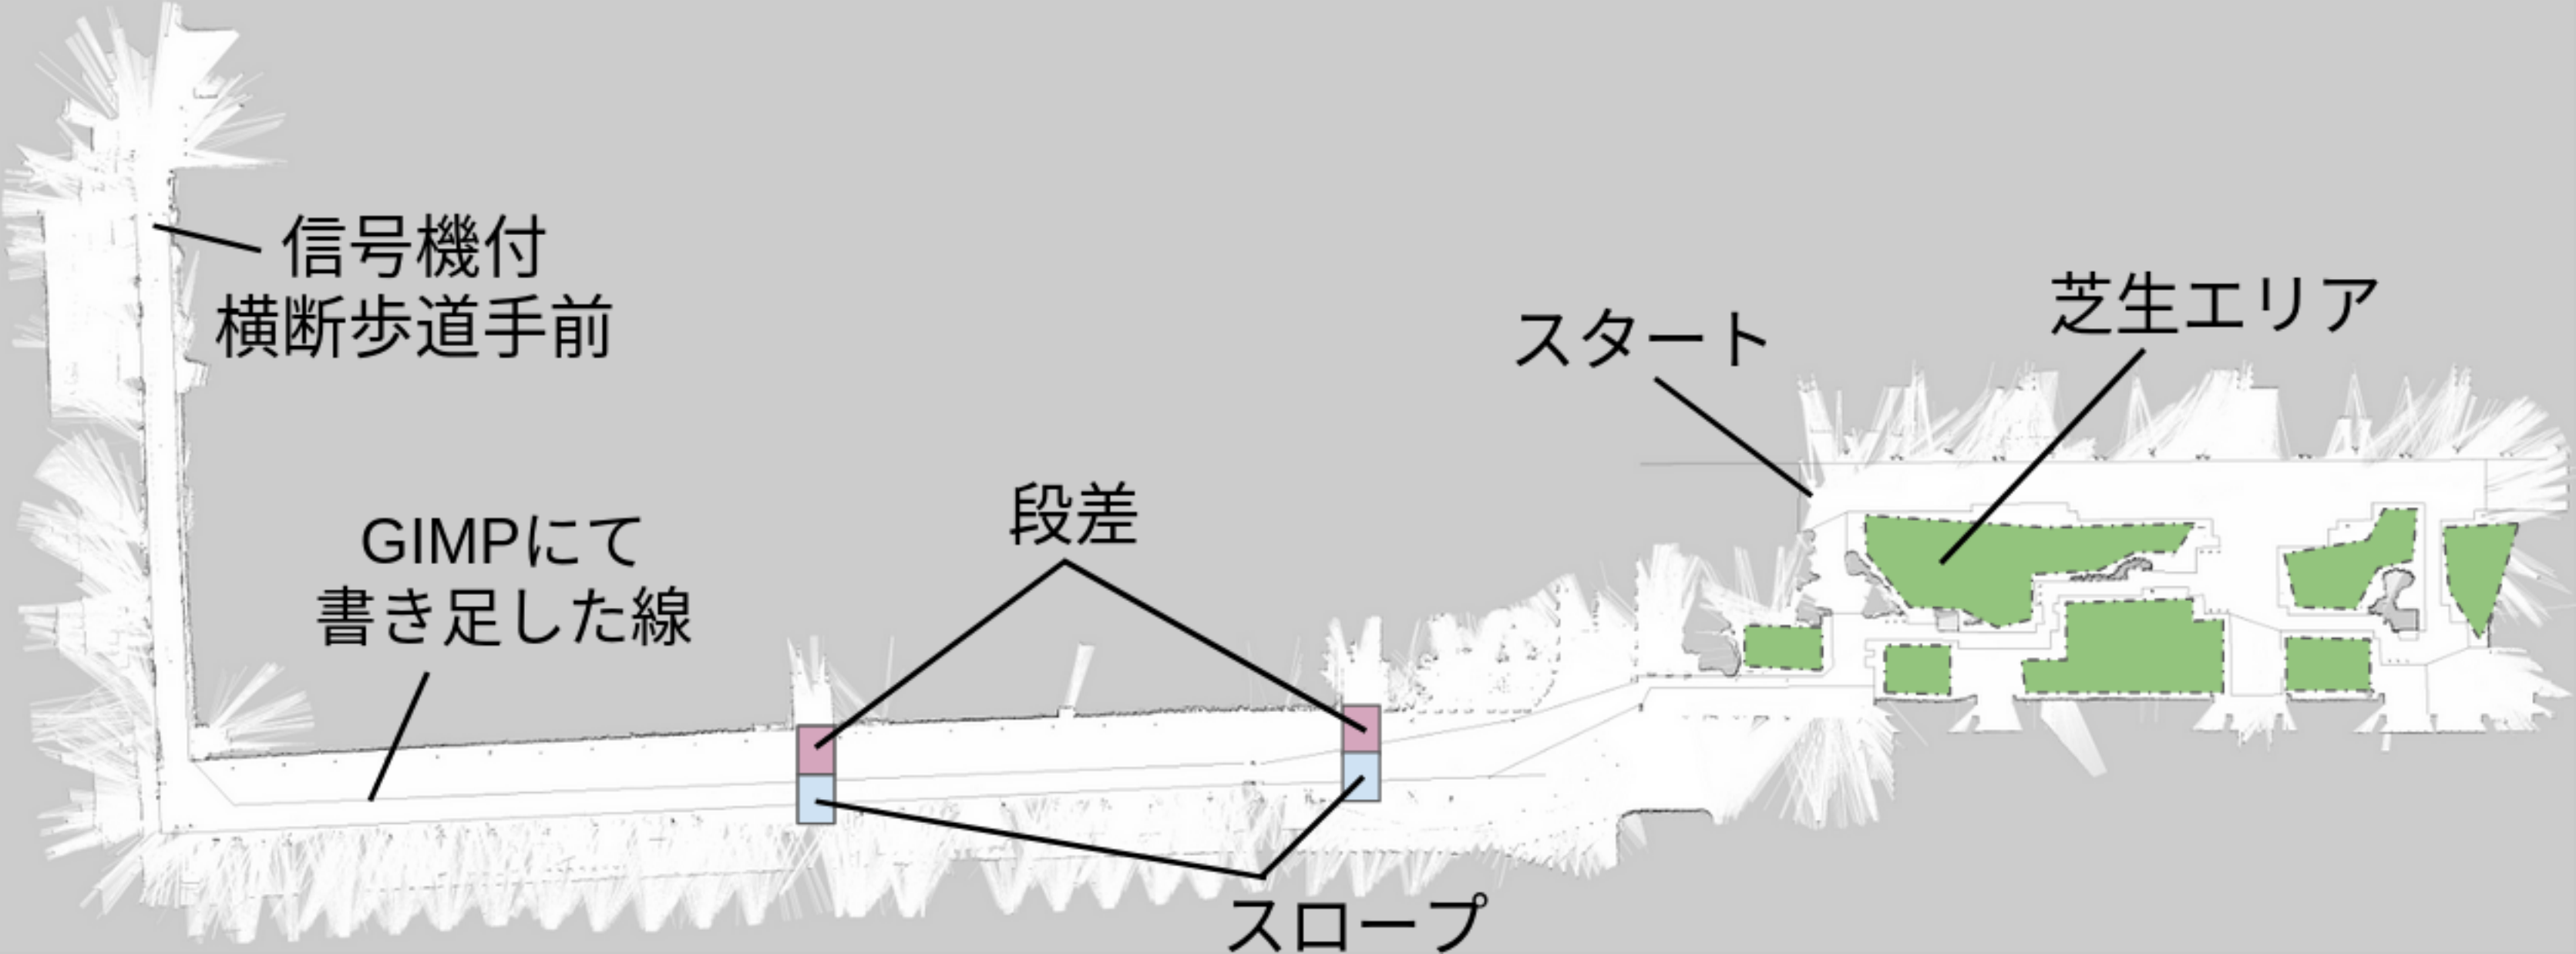 信号機付
横断歩道手前
スタート
芝生エリア
GIMPにて
書き足した線
段差
スロープ